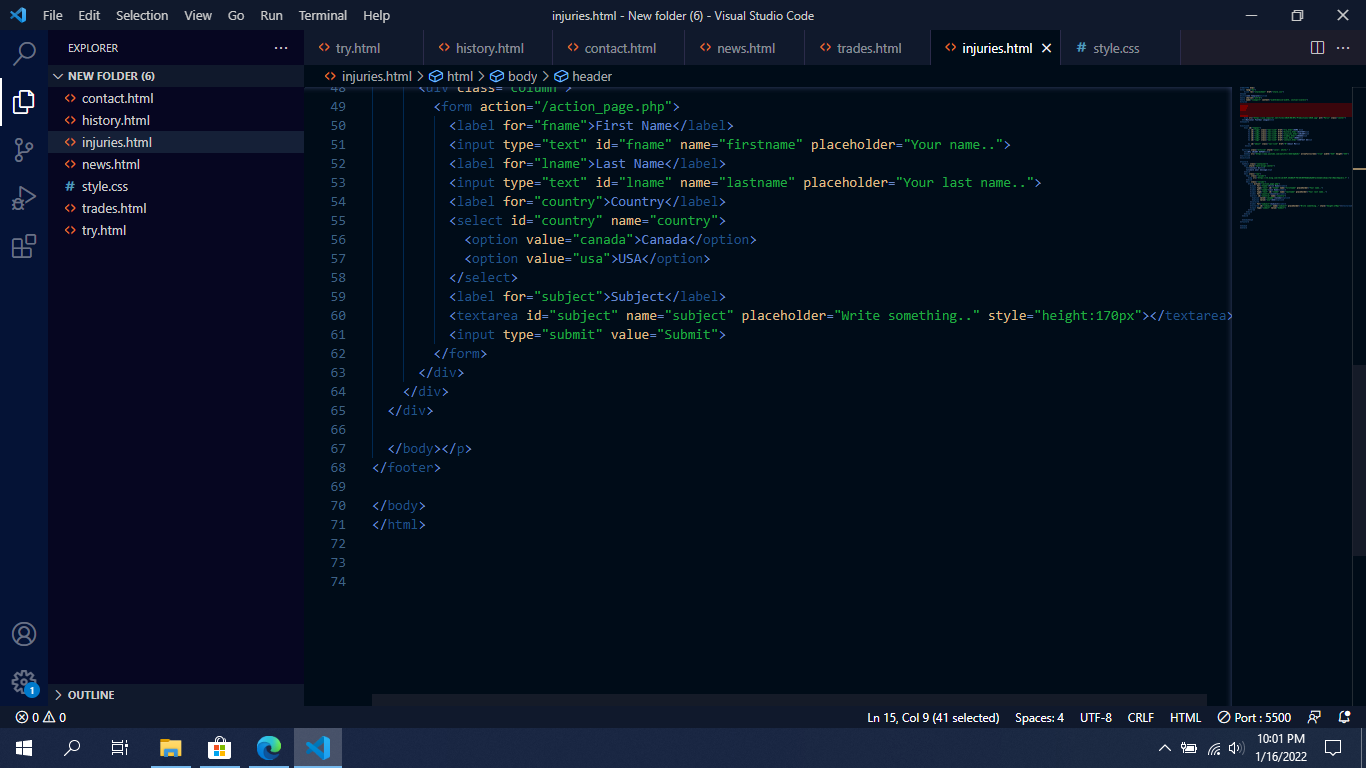 File Edit Selection View Go Run Terminal Help injuries.html - New folder (6) - Visual Studio Code
EXPLORER
NEW FOLDER (6)
contact.html
history.html
injuries.html
news.html
style.css
trades.html
try.html
OUTLINE
try.html history.html contact.html news.html trades.html injuries.html style.css
injuries.html > html > body > header
48 <div class="column">
49 <form action="/action_page.php">
50 <label for="fname">First Name</label>
51 <input type="text" id="fname" name="firstname" placeholder="Your name..">
52 <label for="lname">Last Name</label>
53 <input type="text" id="lname" name="lastname" placeholder="Your last name..">
54 <label for="country">Country</label>
55 <select id="country" name="country">
56 <option value="canada">Canada</option>
57 <option value="usa">USA</option>
58 </select>
59 <label for="subject">Subject</label>
60 <textarea id="subject" name="subject" placeholder="Write something.." style="height:170px"></textarea>
61 <input type="submit" value="Submit">
62 </form>
63 </div>
64 </div>
65 </div>
66
67 </body></p>
68 </footer>
69
70 </body>
71 </html>
72
73
74
1
0 0 Ln 15, Col 9 (41 selected) Spaces: 4 UTF-8 CRLF HTML Port : 5500
10:01 PM
1/16/2022